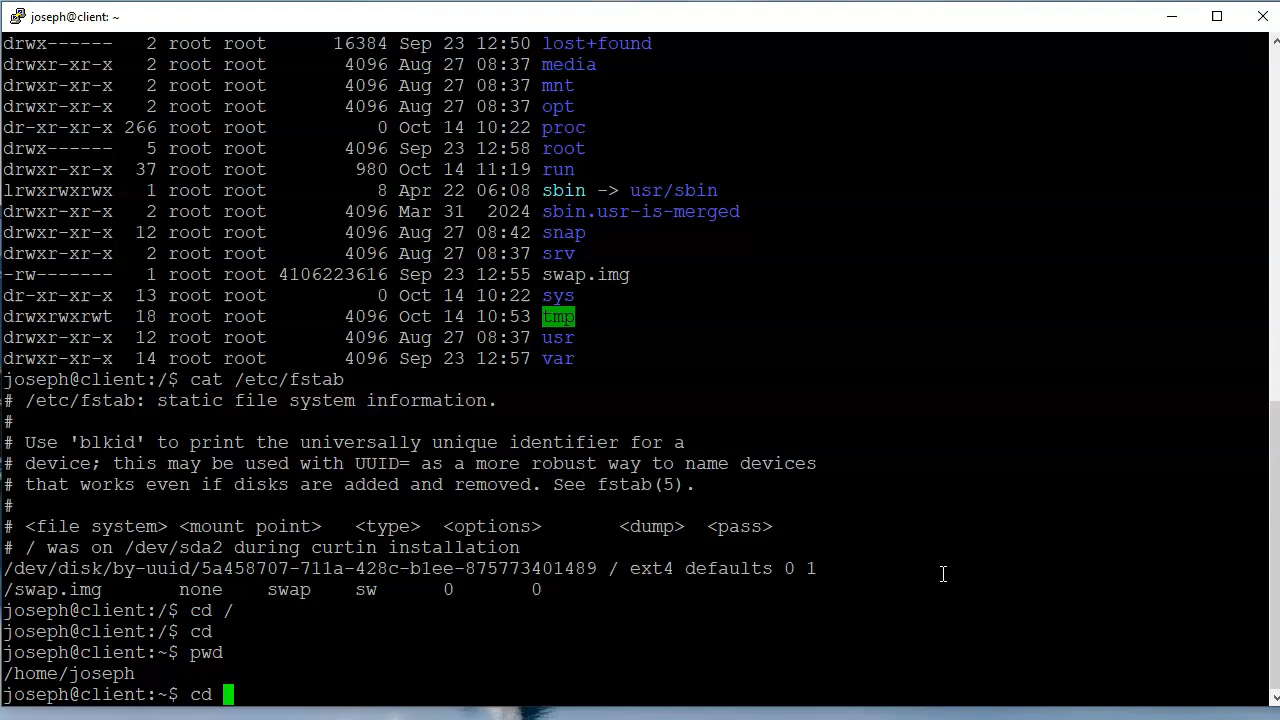 joseph@client: ~
drwx------   2 root root      16384 Sep 23 12:50 lost+found
drwxr-xr-x   2 root root       4096 Aug 27 08:37 media
drwxr-xr-x   2 root root       4096 Aug 27 08:37 mnt
drwxr-xr-x   2 root root       4096 Aug 27 08:37 opt
dr-xr-xr-x 266 root root          0 Oct 14 10:22 proc
drwx------   5 root root       4096 Sep 23 12:58 root
drwxr-xr-x  37 root root        980 Oct 14 11:19 run
lrwxrwxrwx   1 root root          8 Apr 22 06:08 sbin -> usr/sbin
drwxr-xr-x   2 root root       4096 Mar 31  2024 sbin.usr-is-merged
drwxr-xr-x  12 root root       4096 Aug 27 08:42 snap
drwxr-xr-x   2 root root       4096 Aug 27 08:37 srv
-rw-------   1 root root 4106223616 Sep 23 12:55 swap.img
dr-xr-xr-x  13 root root          0 Oct 14 10:22 sys
drwxrwxrwt  18 root root       4096 Oct 14 10:53 tmp
drwxr-xr-x  12 root root       4096 Aug 27 08:37 usr
drwxr-xr-x  14 root root       4096 Sep 23 12:57 var
joseph@client:/$ cat /etc/fstab
# /etc/fstab: static file system information.
#
# Use 'blkid' to print the universally unique identifier for a
# device; this may be used with UUID= as a more robust way to name devices
# that works even if disks are added and removed. See fstab(5).
#
# <file system> <mount point>   <type>  <options>       <dump>  <pass>
# / was on /dev/sda2 during curtin installation
/dev/disk/by-uuid/5a458707-711a-428c-b1ee-875773401489 / ext4 defaults 0 1
/swap.img       none    swap    sw      0       0
joseph@client:/$ cd /
joseph@client:/$ cd
joseph@client:~$ pwd
/home/joseph
joseph@client:~$ cd